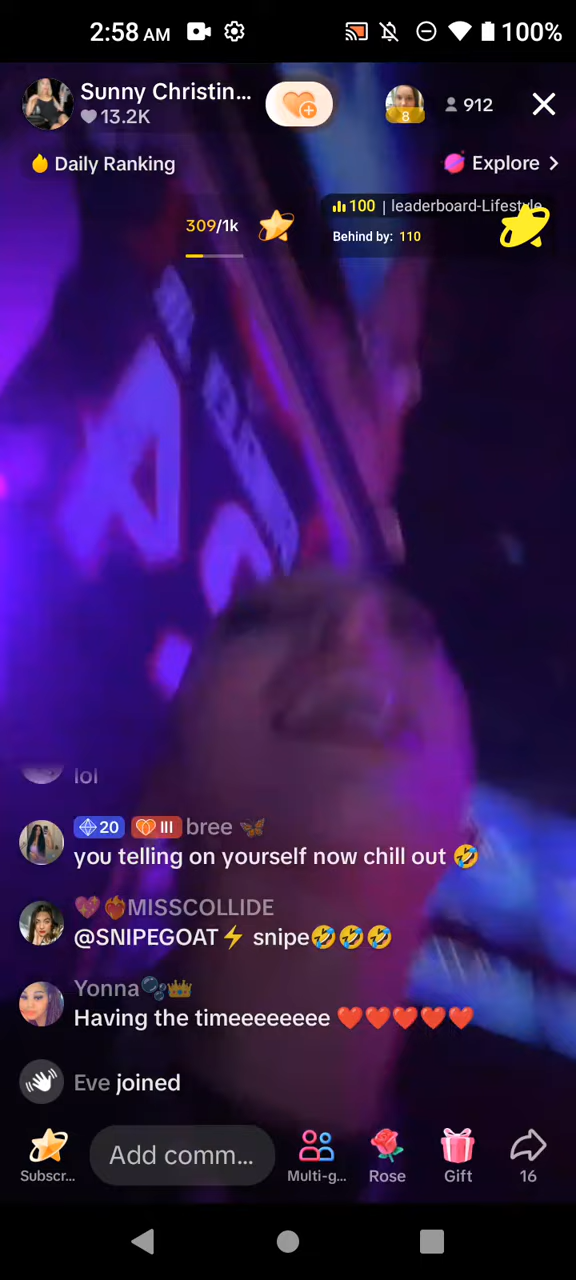 2:58 AM
100%
Sunny Christin...
13.2K
8
912
Daily Ranking
Explore >
309/1k
100 | leaderboard-Lifestyle
Behind by: 110
lol
20 III bree 🦋
you telling on yourself now chill out 🤣
💖❤️‍🔥MISSCOLLIDE
@SNIPEGOAT⚡ snipe🤣🤣🤣
Yonna🫧👑
Having the timeeeeeeee ❤️❤️❤️❤️❤️
Eve joined
Add comm...
Subscr...
Multi-g...
Rose
Gift
16